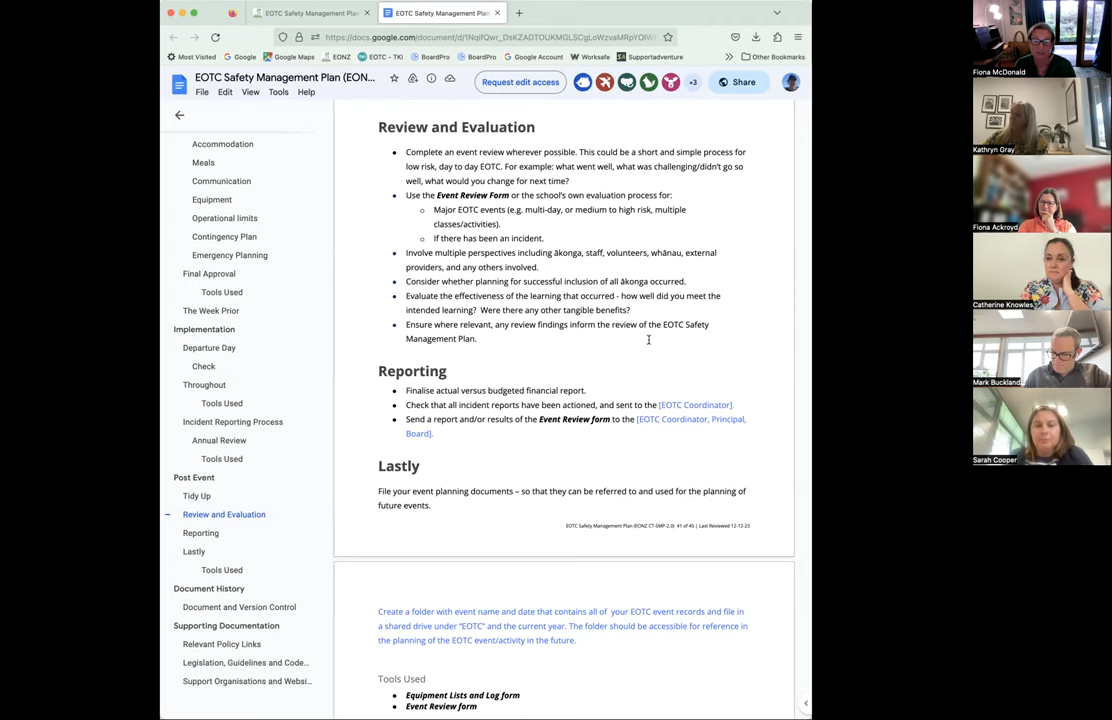 EOTC Safety Management Plan
EOTC Safety Management Plan
Most Visited
Google
Google Maps
EONZ
EOTC - TKI
BoardPro
BoardPro
Google Account
Worksafe
Supportadventure
Other Bookmarks
EOTC Safety Management Plan (EON...
File Edit View Tools Help
Request edit access
+3
Share
Accommodation
Meals
Communication
Equipment
Operational limits
Contingency Plan
Emergency Planning
Final Approval
Tools Used
The Week Prior
Implementation
Departure Day
Check
Throughout
Tools Used
Incident Reporting Process
Annual Review
Tools Used
Post Event
Tidy Up
Review and Evaluation
Reporting
Lastly
Tools Used
Document History
Document and Version Control
Supporting Documentation
Relevant Policy Links
Legislation, Guidelines and Code...
Support Organisations and Websi...
Review and Evaluation
Complete an event review wherever possible. This could be a short and simple process for
low risk, day to day EOTC. For example: what went well, what was challenging/didn't go so
well, what would you change for next time?
Use the Event Review Form or the school's own evaluation process for:
Major EOTC events (e.g. multi-day, or medium to high risk, multiple
classes/activities).
If there has been an incident.
Involve multiple perspectives including ākonga, staff, volunteers, whānau, external
providers, and any others involved.
Consider whether planning for successful inclusion of all ākonga occurred.
Evaluate the effectiveness of the learning that occurred - how well did you meet the
intended learning? Were there any other tangible benefits?
Ensure where relevant, any review findings inform the review of the EOTC Safety
Management Plan.
Reporting
Finalise actual versus budgeted financial report.
Check that all incident reports have been actioned, and sent to the [EOTC Coordinator].
Send a report and/or results of the Event Review form to the [EOTC Coordinator, Principal,
Board].
Lastly
File your event planning documents – so that they can be referred to and used for the planning of
future events.
EOTC Safety Management Plan (EONZ CT-SMP-2.0) 41 of 45 | Last Reviewed 12-12-23
Create a folder with event name and date that contains all of your EOTC event records and file in
a shared drive under "EOTC" and the current year. The folder should be accessible for reference in
the planning of the EOTC event/activity in the future.
Tools Used
Equipment Lists and Log form
Event Review form
Fiona McDonald
Kathryn Gray
Fiona Ackroyd
Catherine Knowles
Mark Buckland
Sarah Cooper